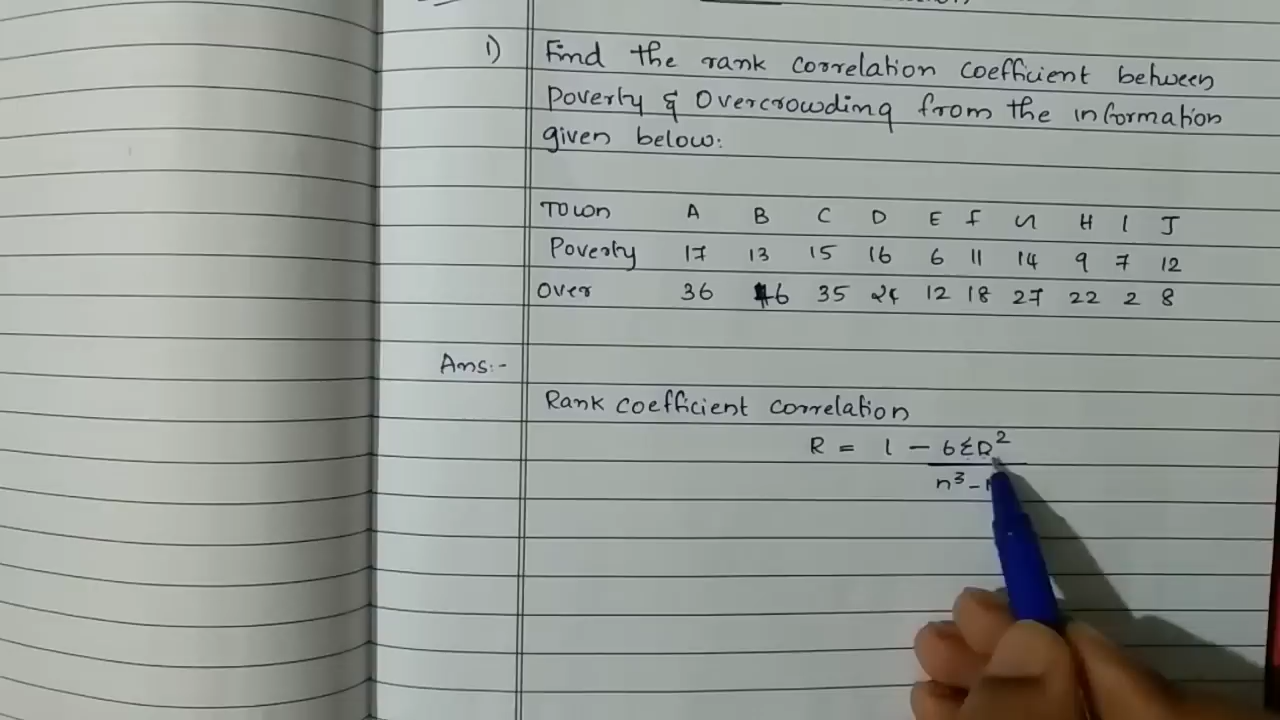 1) Find the rank correlation coefficient between
Poverty & Overcrowding from the information
given below:
Town A B C D E F G H I J
Poverty 17 13 15 16 6 11 14 9 7 12
Over 36 46 35 24 12 18 27 22 2 8
Ans:-
Rank coefficient correlation
R = 1 - 6ΣD²
n³ -